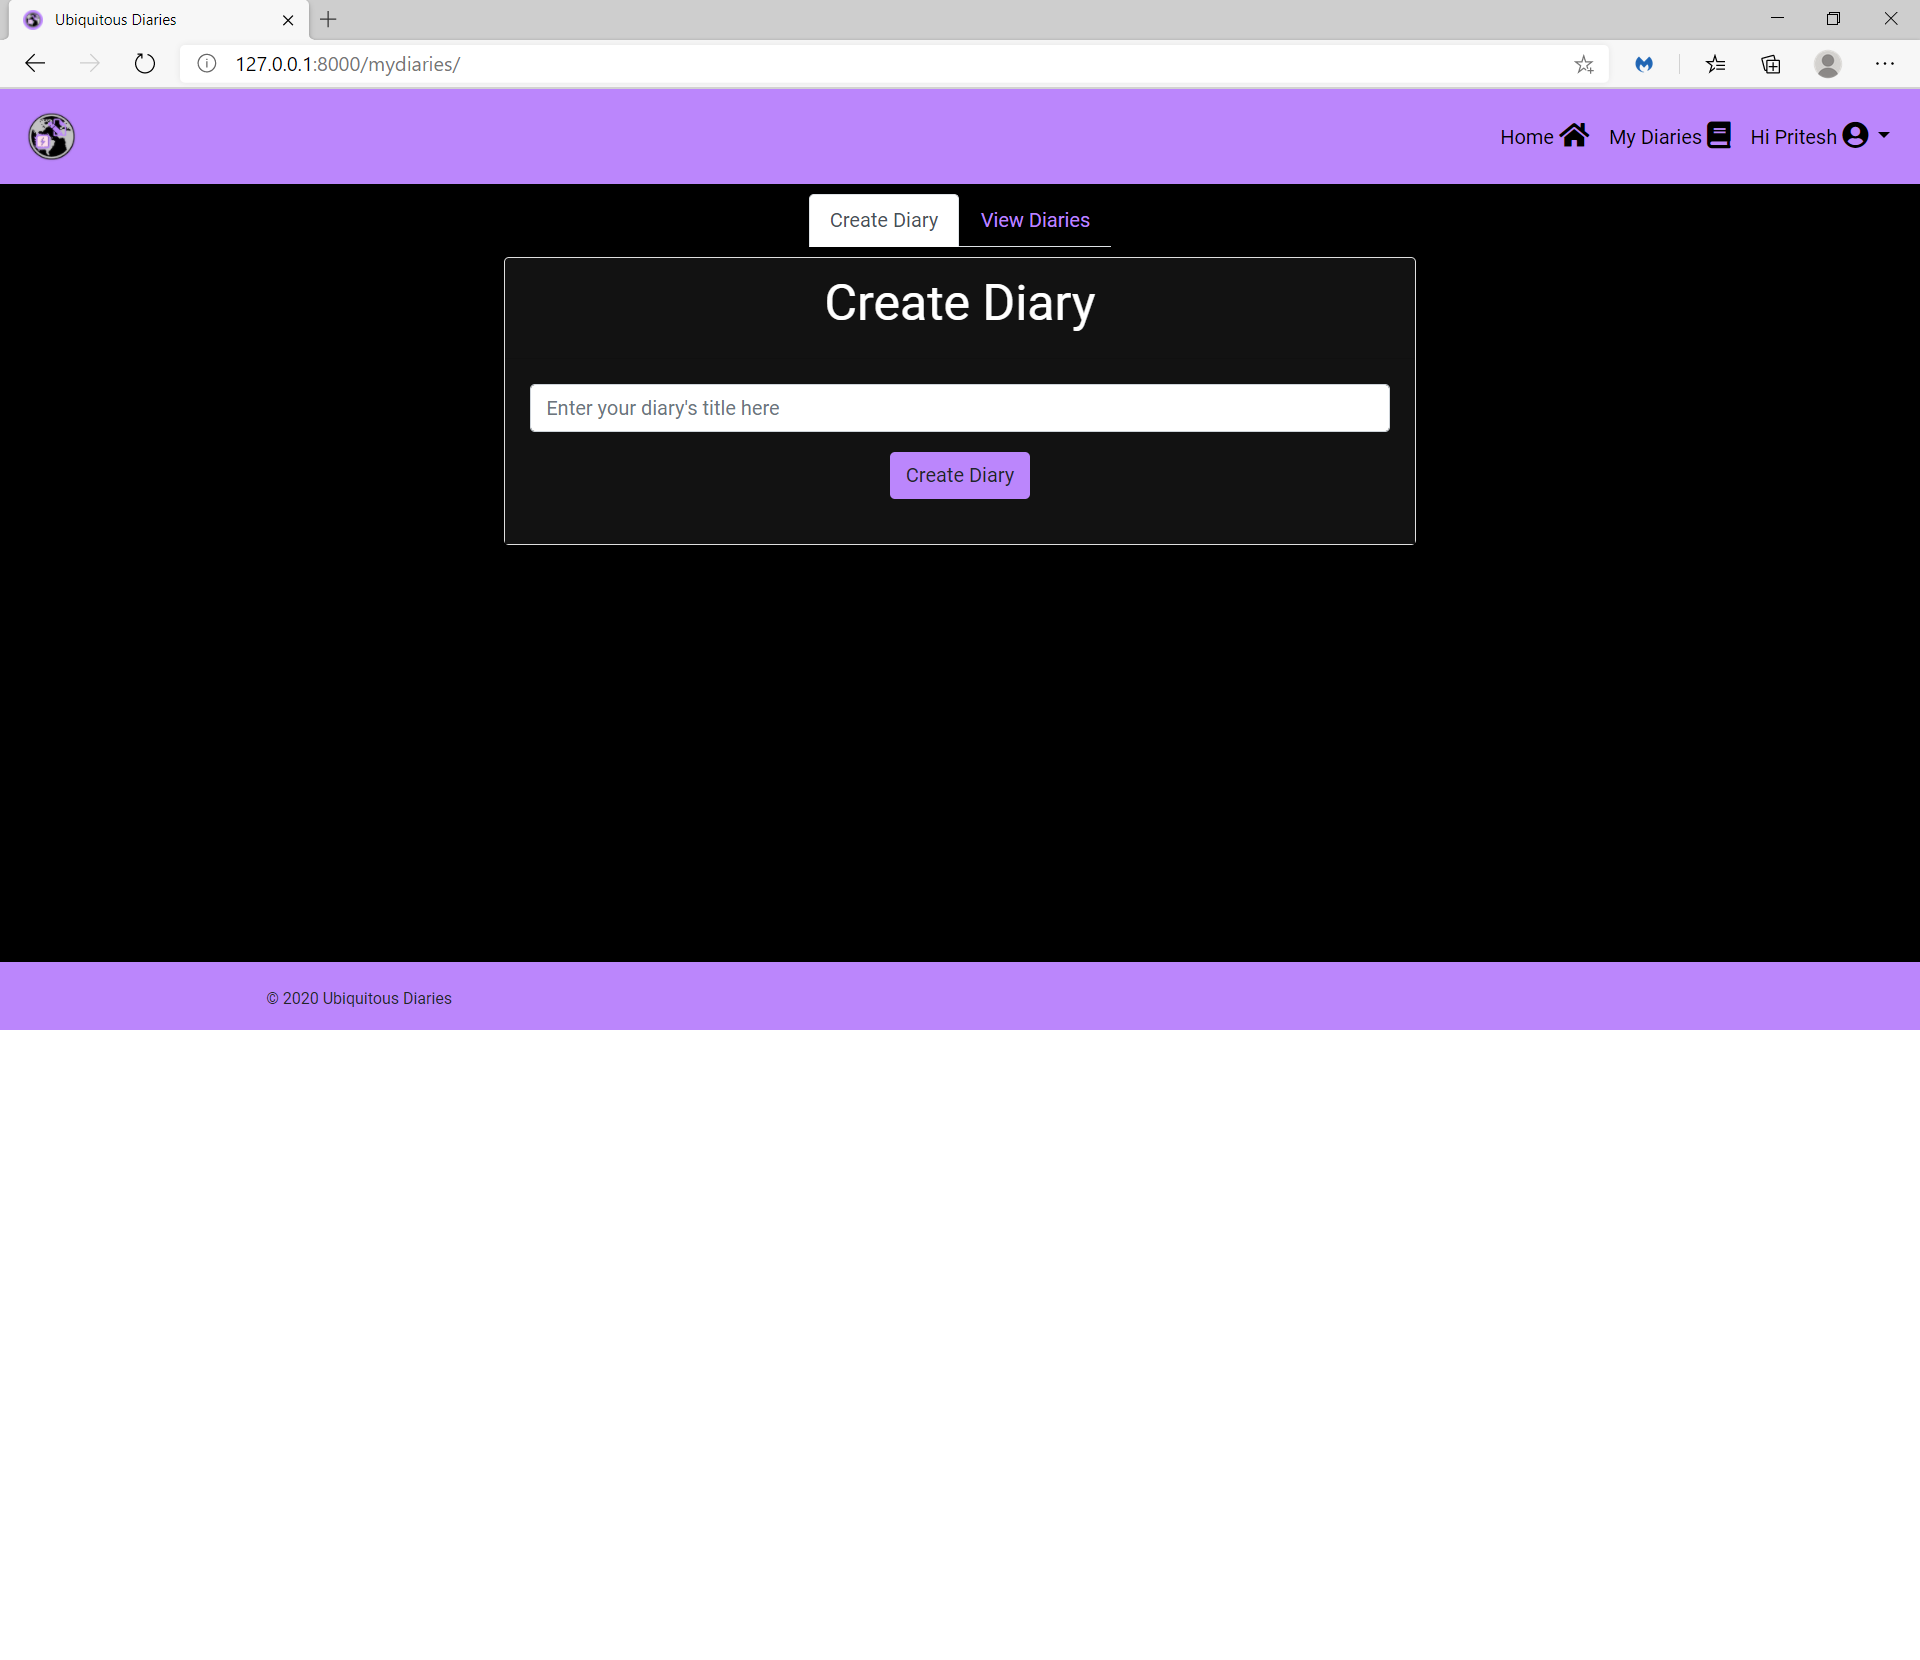 Ubiquitous Diaries
127.0.0.1:8000/mydiaries/
Home My Diaries Hi Pritesh
Create Diary View Diaries
Create Diary
Enter your diary's title here
Create Diary
© 2020 Ubiquitous Diaries